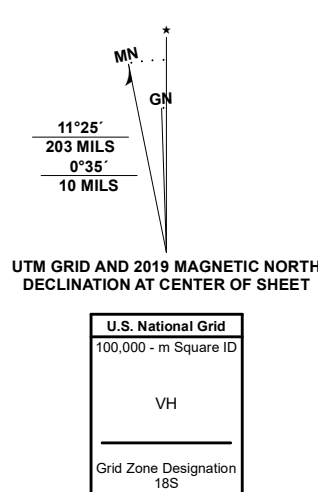 ★
MN
GN
11°25´
203 MILS
0°35´
10 MILS
UTM GRID AND 2019 MAGNETIC NORTH
DECLINATION AT CENTER OF SHEET
U.S. National Grid
100,000 - m Square ID
VH
Grid Zone Designation
18S